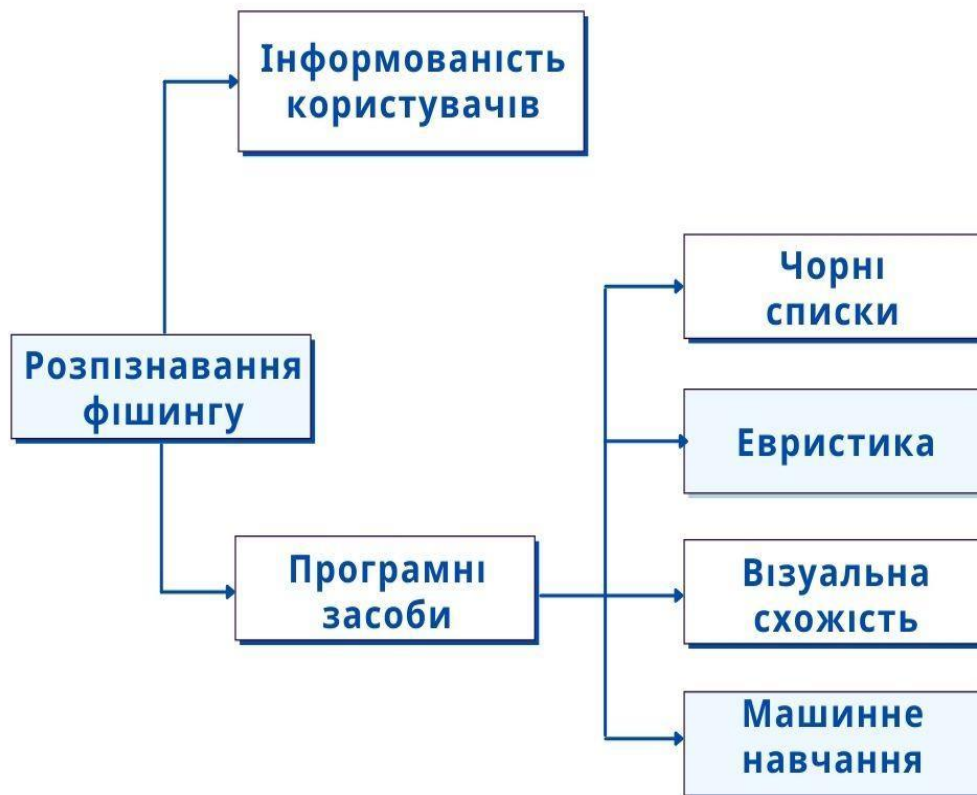 Інформованість
користувачів
Чорні
списки
Розпізнавання
фішингу
Евристика
Програмні
засоби
Візуальна
схожість
Машинне
навчання